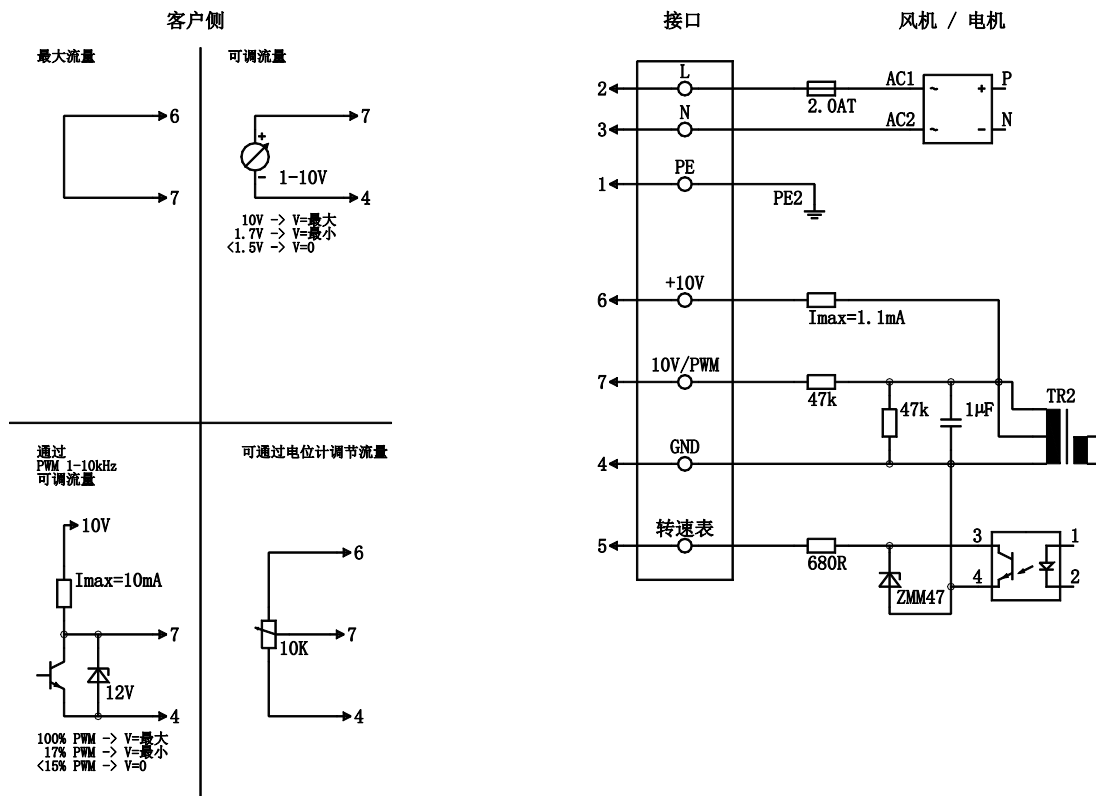 客户侧
最大流量
6
7
可调流量
7
+
-
1-10V
4
10V -> V=最大
1.7V -> V=最小
<1.5V -> V=0
通过
PWM 1-10kHz
可调流量
10V
Imax=10mA
7
12V
4
100% PWM -> V=最大
17% PWM -> V=最小
<15% PWM -> V=0
可通过电位计调节流量
6
7
10K
4
接口
风机 / 电机
2
L
2.0AT
AC1
~
+
P
3
N
AC2
~
-
N
1
PE
PE2
6
+10V
Imax=1.1mA
7
10V/PWM
47k
47k
1µF
TR2
4
GND
5
转速表
680R
ZMM47
3
4
1
2